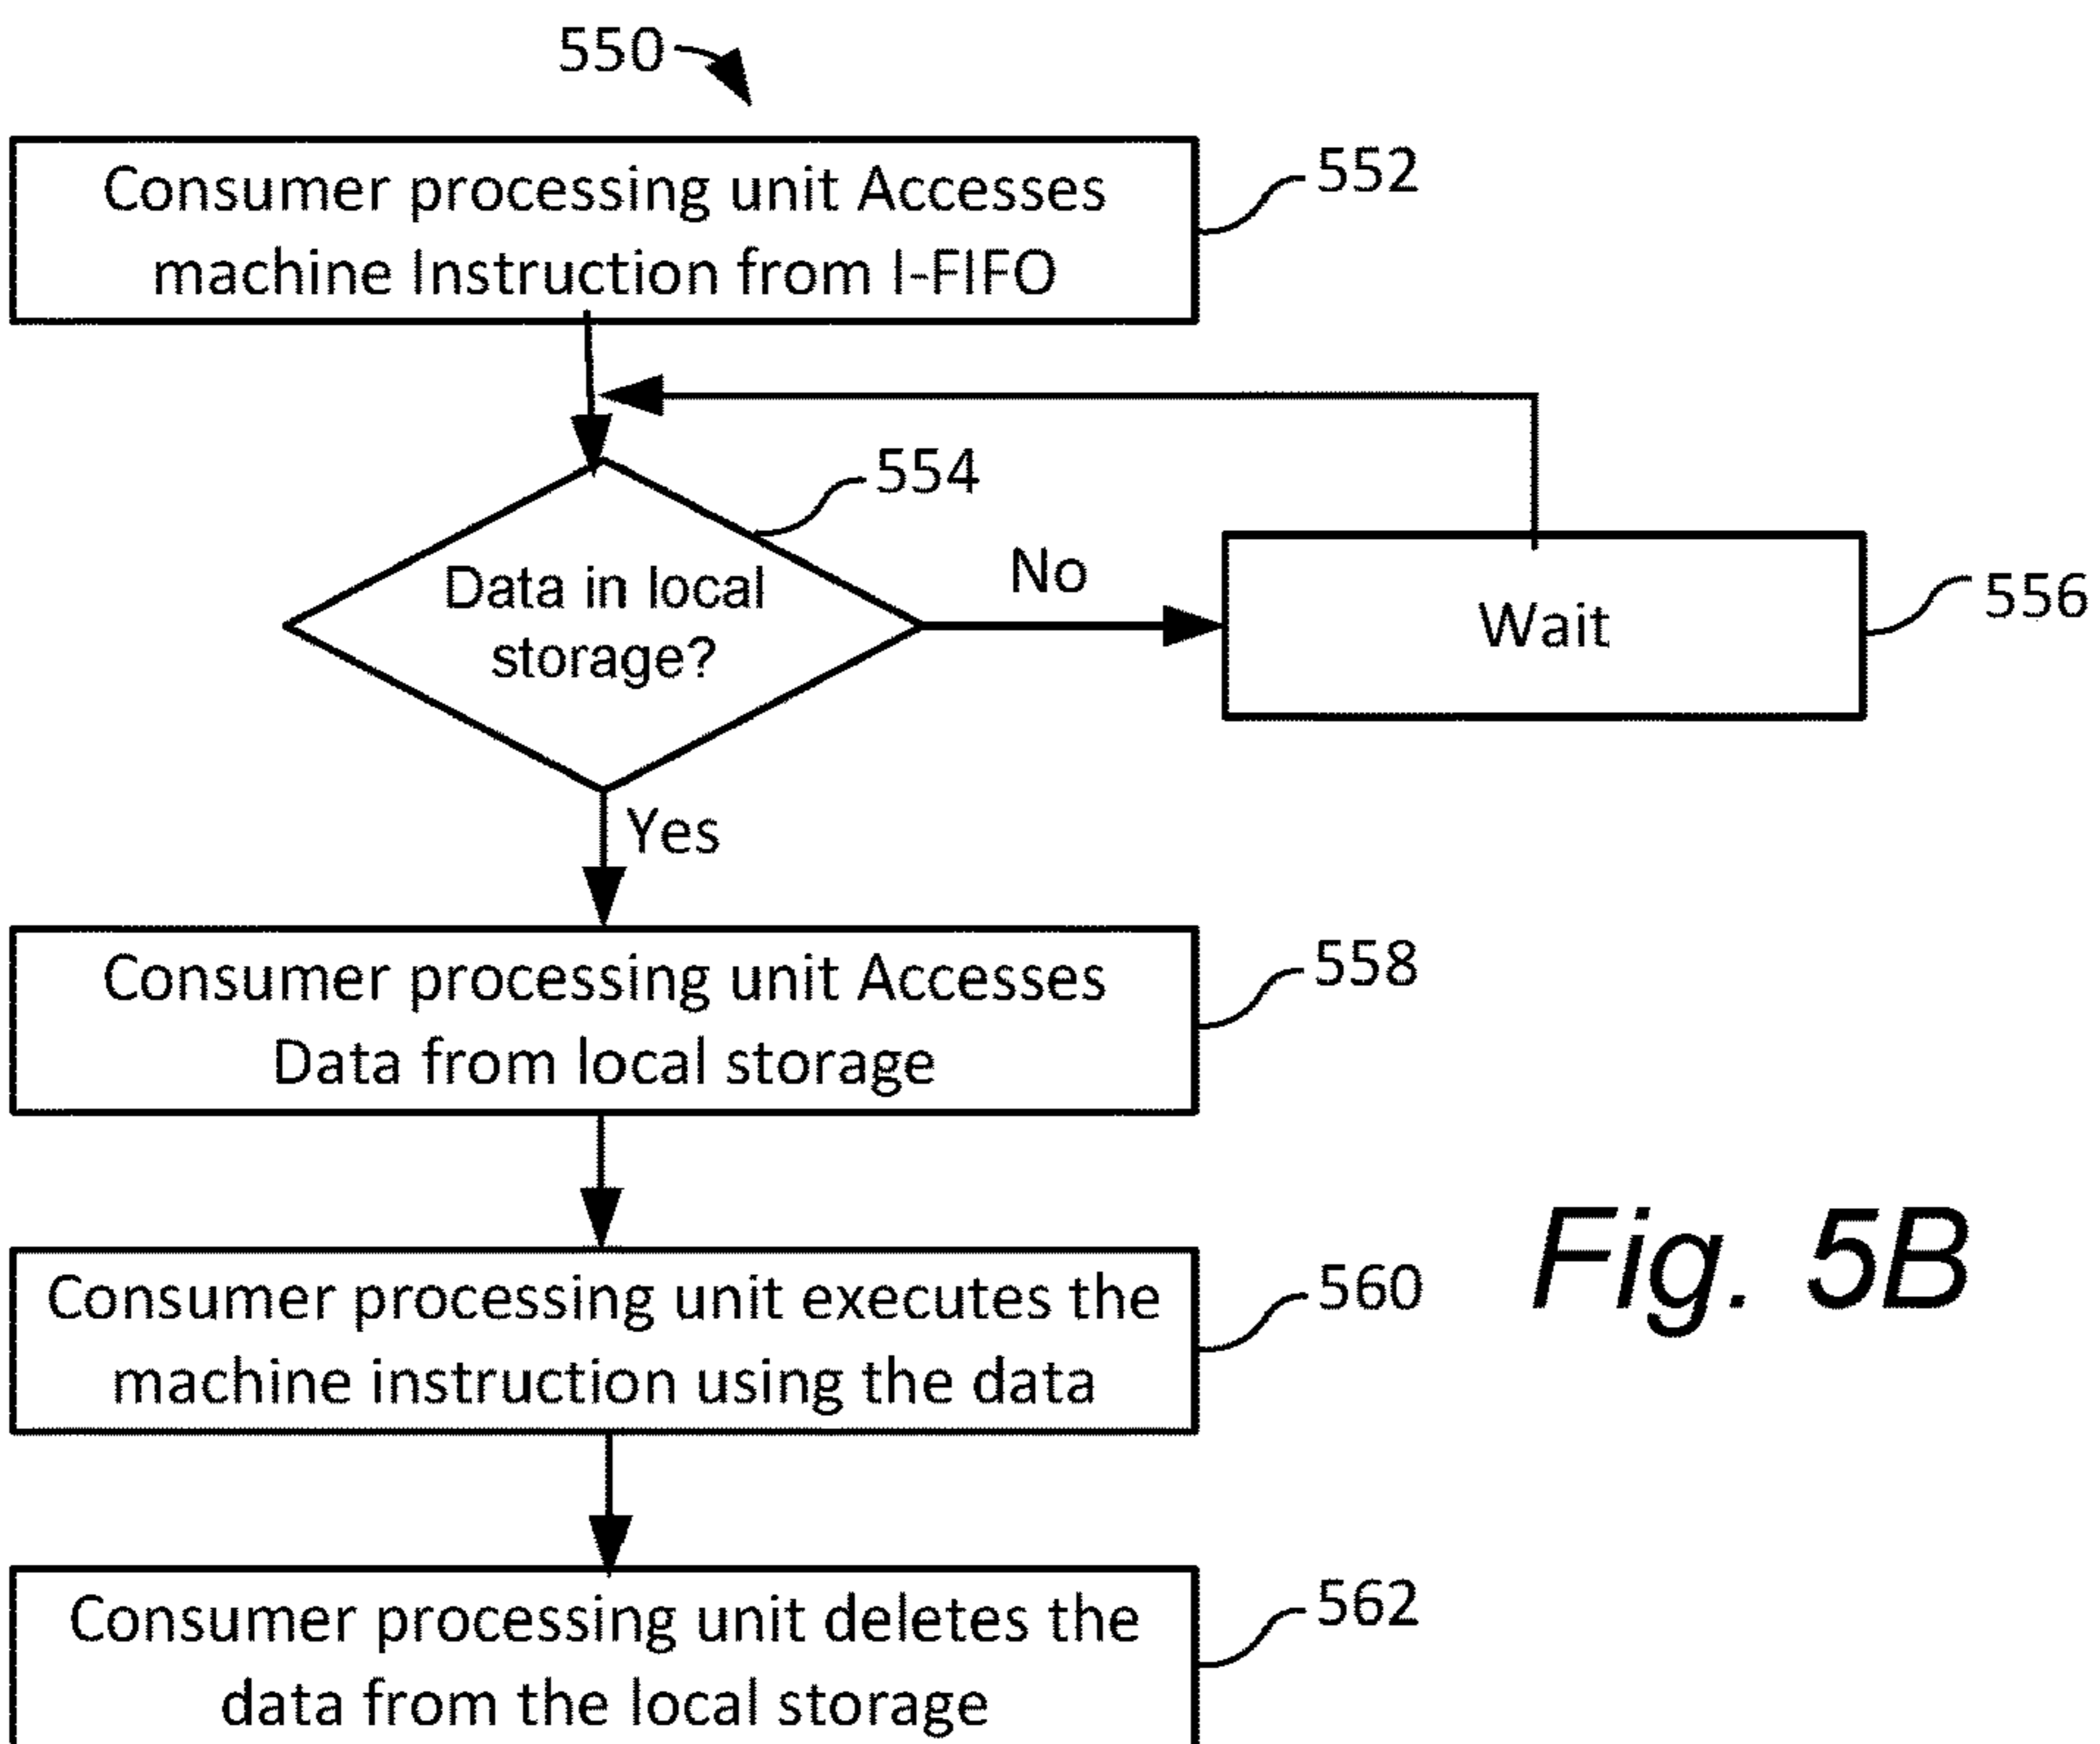 550
Consumer processing unit Accesses
machine Instruction from I-FIFO
552
554
Data in local
storage?
No
Wait
556
Yes
Consumer processing unit Accesses
Data from local storage
558
Consumer processing unit executes the
machine instruction using the data
560
Fig. 5B
Consumer processing unit deletes the
data from the local storage
562